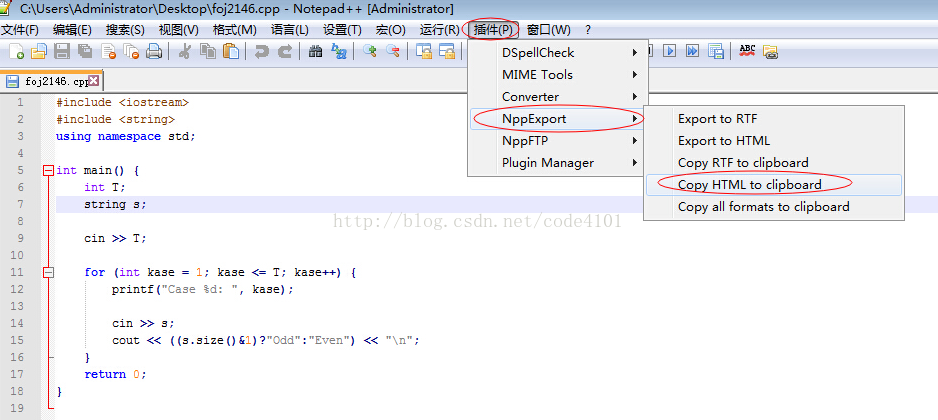 C:\Users\Administrator\Desktop\foj2146.cpp - Notepad++ [Administrator]
文件(F) 编辑(E) 搜索(S) 视图(V) 格式(M) 语言(L) 设置(T) 宏(O) 运行(R) 插件(P) 窗口(W) ?
ABC
foj2146.cpp
DSpellCheck
MIME Tools
Converter
NppExport
NppFTP
Plugin Manager
Export to RTF
Export to HTML
Copy RTF to clipboard
Copy HTML to clipboard
Copy all formats to clipboard
1 #include <iostream>
2 #include <string>
3 using namespace std;
4
5 int main() {
6 int T;
7 string s;
8
http://blog.csdn.net/code4101
9 cin >> T;
10
11 for (int kase = 1; kase <= T; kase++) {
12 printf("Case %d: ", kase);
13
14 cin >> s;
15 cout << ((s.size()&1)?"Odd":"Even") << "\n";
16 }
17 return 0;
18 }
19